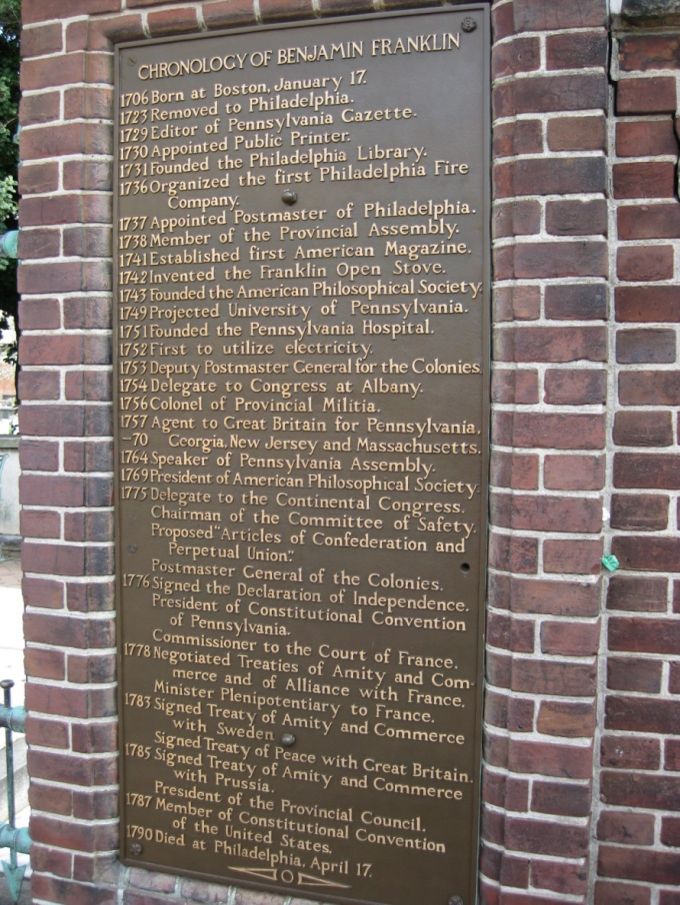 CHRONOLOGY OF BENJAMIN FRANKLIN
1706 Born at Boston, January 17.
1723 Removed to Philadelphia.
1729 Editor of Pennsylvania Gazette.
1730 Appointed Public Printer.
1731 Founded the Philadelphia Library.
1736 Organized the first Philadelphia Fire
Company.
1737 Appointed Postmaster of Philadelphia.
1738 Member of the Provincial Assembly.
1741 Established first American Magazine.
1742 Invented the Franklin Open Stove.
1743 Founded the American Philosophical Society.
1749 Projected University of Pennsylvania.
1751 Founded the Pennsylvania Hospital.
1752 First to utilize electricity.
1753 Deputy Postmaster General for the Colonies.
1754 Delegate to Congress at Albany.
1756 Colonel of Provincial Militia.
1757 Agent to Great Britain for Pennsylvania,
-70 Georgia, New Jersey and Massachusetts.
1764 Speaker of Pennsylvania Assembly.
1769 President of American Philosophical Society.
1775 Delegate to the Continental Congress.
Chairman of the Committee of Safety.
Proposed "Articles of Confederation and
Perpetual Union".
Postmaster General of the Colonies.
1776 Signed the Declaration of Independence.
President of Constitutional Convention
of Pennsylvania.
Commissioner to the Court of France.
1778 Negotiated Treaties of Amity and Com-
merce and of Alliance with France.
Minister Plenipotentiary to France.
1783 Signed Treaty of Amity and Commerce
with Sweden
Signed Treaty of Peace with Great Britain.
1785 Signed Treaty of Amity and Commerce
with Prussia.
President of the Provincial Council.
1787 Member of Constitutional Convention
of the United States.
1790 Died at Philadelphia, April 17.